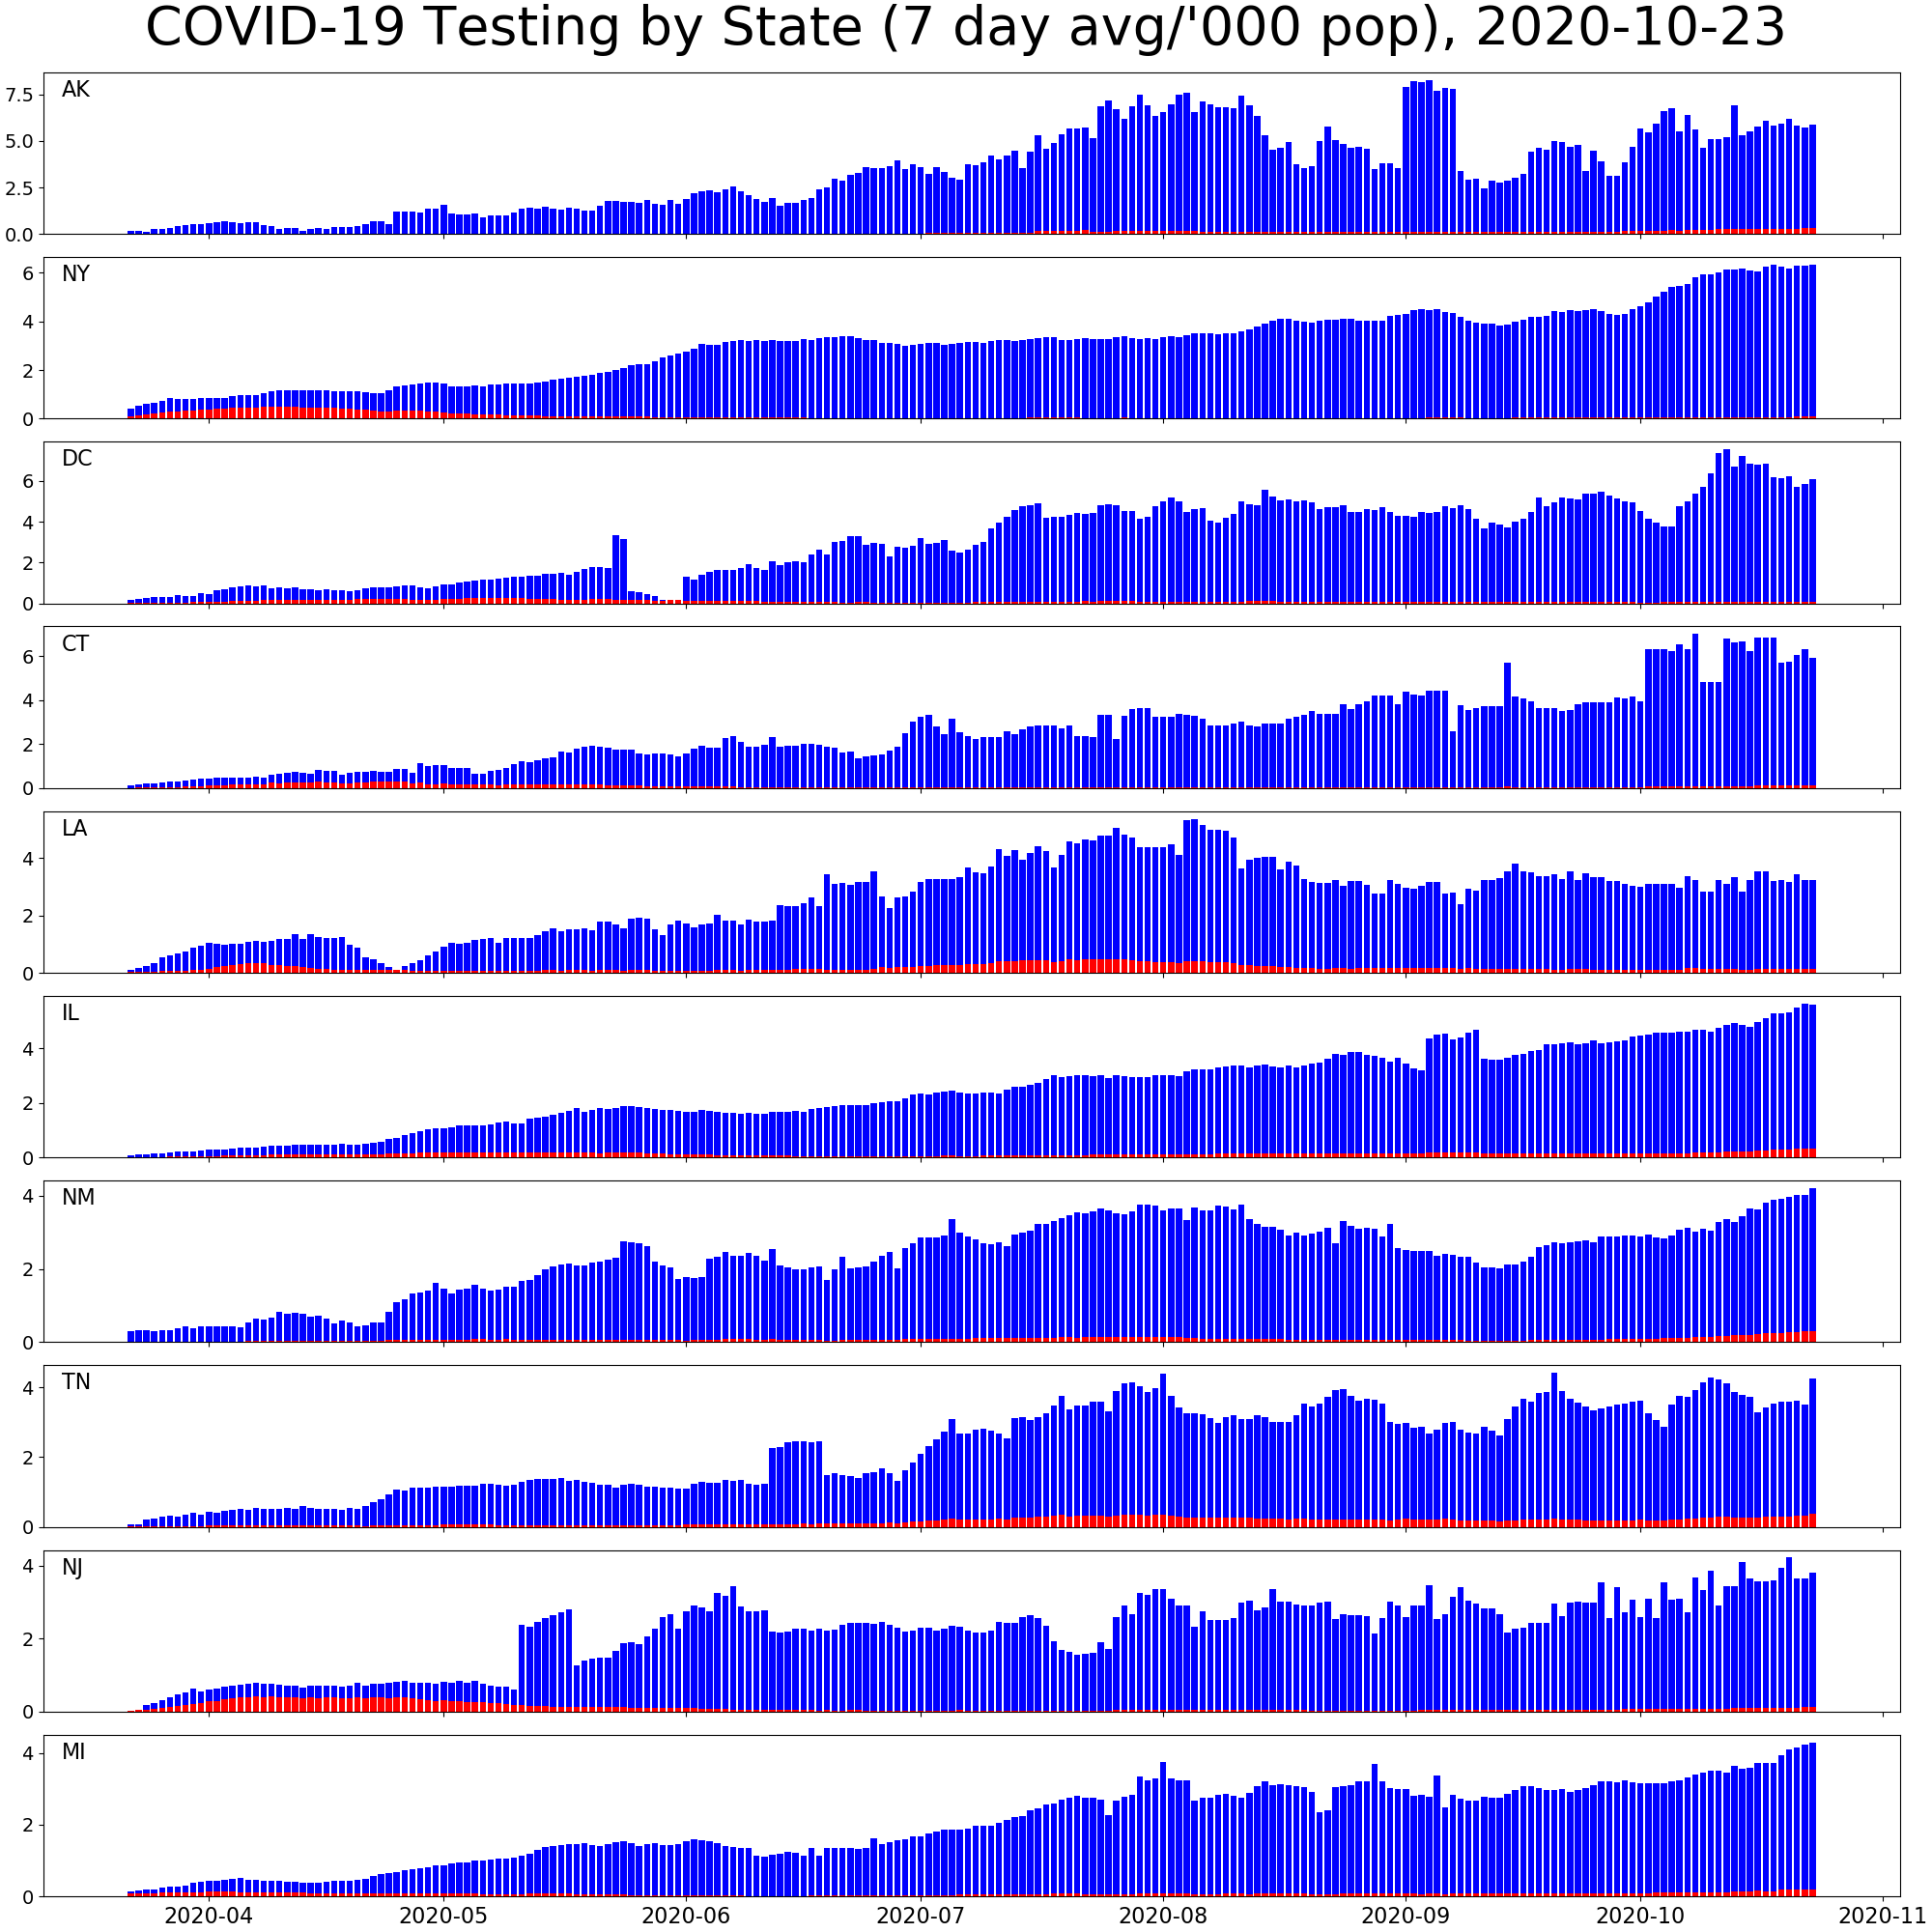 COVID-19 Testing by State (7 day avg/'000 pop), 2020-10-23
AK
7.5
5.0
2.5
0.0
NY
6
4
2
0
DC
6
4
2
0
CT
6
4
2
0
LA
4
2
0
IL
4
2
0
NM
4
2
0
TN
4
2
0
NJ
4
2
0
MI
4
2
0
2020-04 2020-05 2020-06 2020-07 2020-08 2020-09 2020-10 2020-11